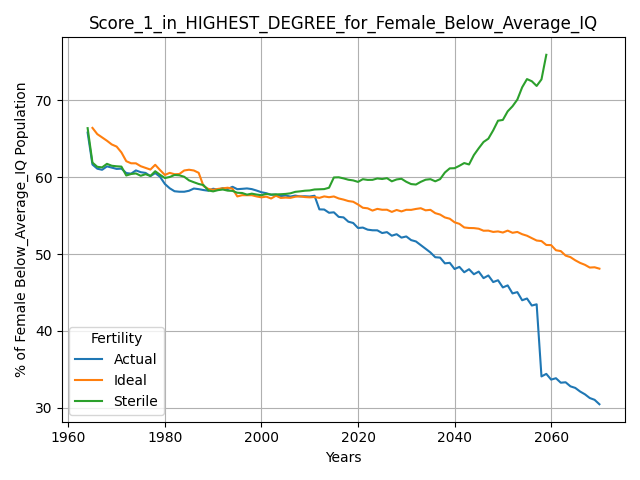 Score_1_in_HIGHEST_DEGREE_for_Female_Below_Average_IQ
% of Female Below_Average_IQ Population
70
60
50
40
30
Fertility
Actual
Ideal
Sterile
1960
1980
2000
2020
2040
2060
Years